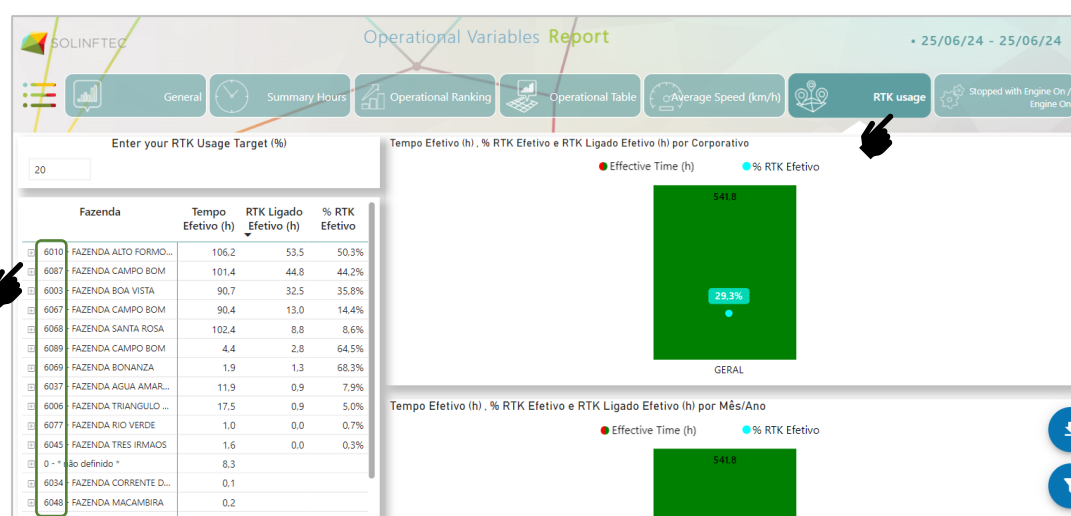 SOLINFTEC
Operational Variables Report
• 25/06/24 - 25/06/24
General
Summary Hours
Operational Ranking
Operational Table
Average Speed (km/h)
RTK usage
Stopped with Engine On /
Engine On
Enter your RTK Usage Target (%)
20
Fazenda Tempo Efetivo (h) RTK Ligado Efetivo (h) % RTK Efetivo
6010 - FAZENDA ALTO FORMO... 106,2 53,5 50,3%
6087 - FAZENDA CAMPO BOM 101,4 44,8 44,2%
6003 - FAZENDA BOA VISTA 90,7 32,5 35,8%
6067 - FAZENDA CAMPO BOM 90,4 13,0 14,4%
6068 - FAZENDA SANTA ROSA 102,4 8,8 8,6%
6089 - FAZENDA CAMPO BOM 4,4 2,8 64,5%
6069 - FAZENDA BONANZA 1,9 1,3 68,3%
6037 - FAZENDA AGUA AMAR... 11,9 0,9 7,9%
6006 - FAZENDA TRIANGULO ... 17,5 0,9 5,0%
6077 - FAZENDA RIO VERDE 1,0 0,0 0,7%
6045 - FAZENDA TRES IRMAOS 1,6 0,0 0,3%
0 - * não definido * 8,3
6034 - FAZENDA CORRENTE D... 0,1
6048 - FAZENDA MACAMBIRA 0,2
Tempo Efetivo (h) , % RTK Efetivo e RTK Ligado Efetivo (h) por Corporativo
Effective Time (h) % RTK Efetivo
541,8
29,3%
GERAL
Tempo Efetivo (h) , % RTK Efetivo e RTK Ligado Efetivo (h) por Mês/Ano
Effective Time (h) % RTK Efetivo
541,8